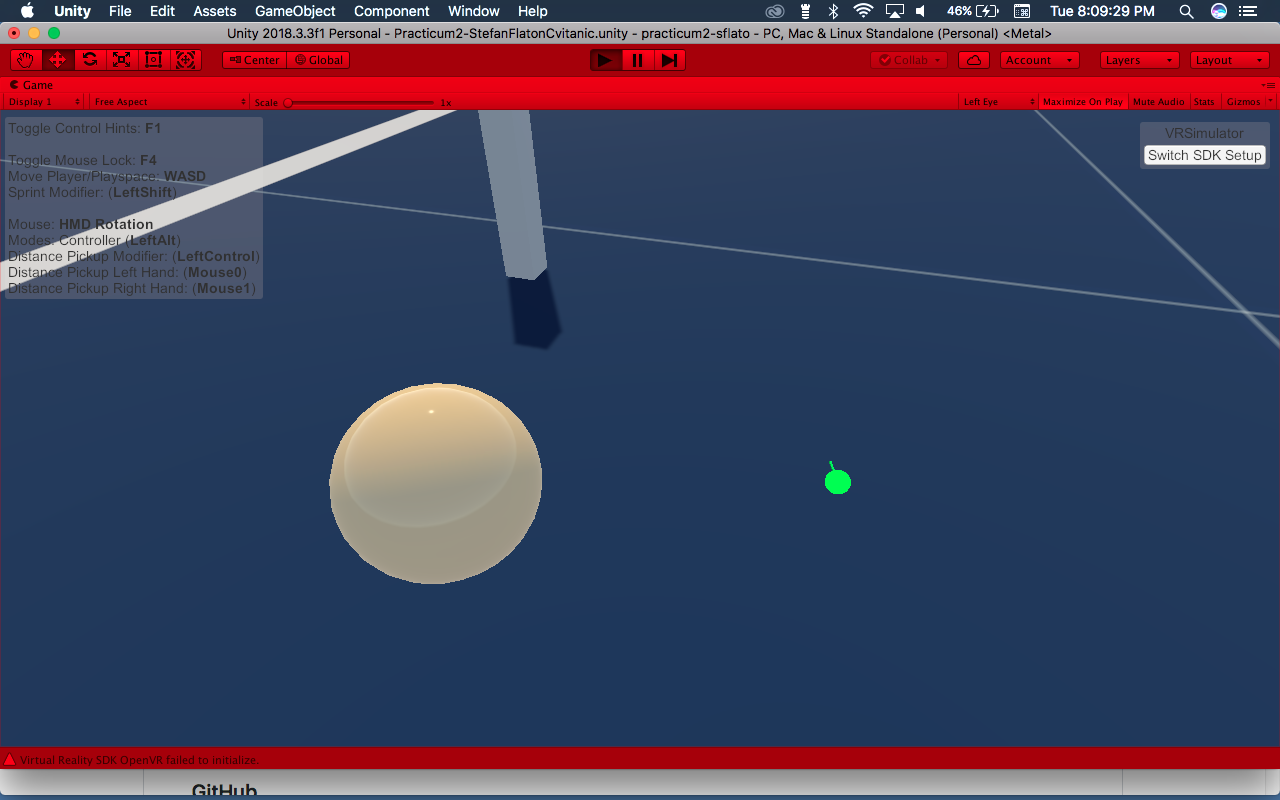 Unity File Edit Assets GameObject Component Window Help 46% Tue 8:09:29 PM
Unity 2018.3.3f1 Personal - Practicum2-StefanFlatonCvitanic.unity - practicum2-sflato - PC, Mac & Linux Standalone (Personal) <Metal>
Center Global Collab Account Layers Layout
Game
Display 1 Free Aspect Scale 1x Left Eye Maximize On Play Mute Audio Stats Gizmos
Toggle Control Hints: F1
Toggle Mouse Lock: F4
Move Player/Playspace: WASD
Sprint Modifier: (LeftShift)
Mouse: HMD Rotation
Modes: Controller (LeftAlt)
Distance Pickup Modifier: (LeftControl)
Distance Pickup Left Hand: (Mouse0)
Distance Pickup Right Hand: (Mouse1)
VRSimulator
Switch SDK Setup
Virtual Reality SDK OpenVR failed to initialize.
GitHub